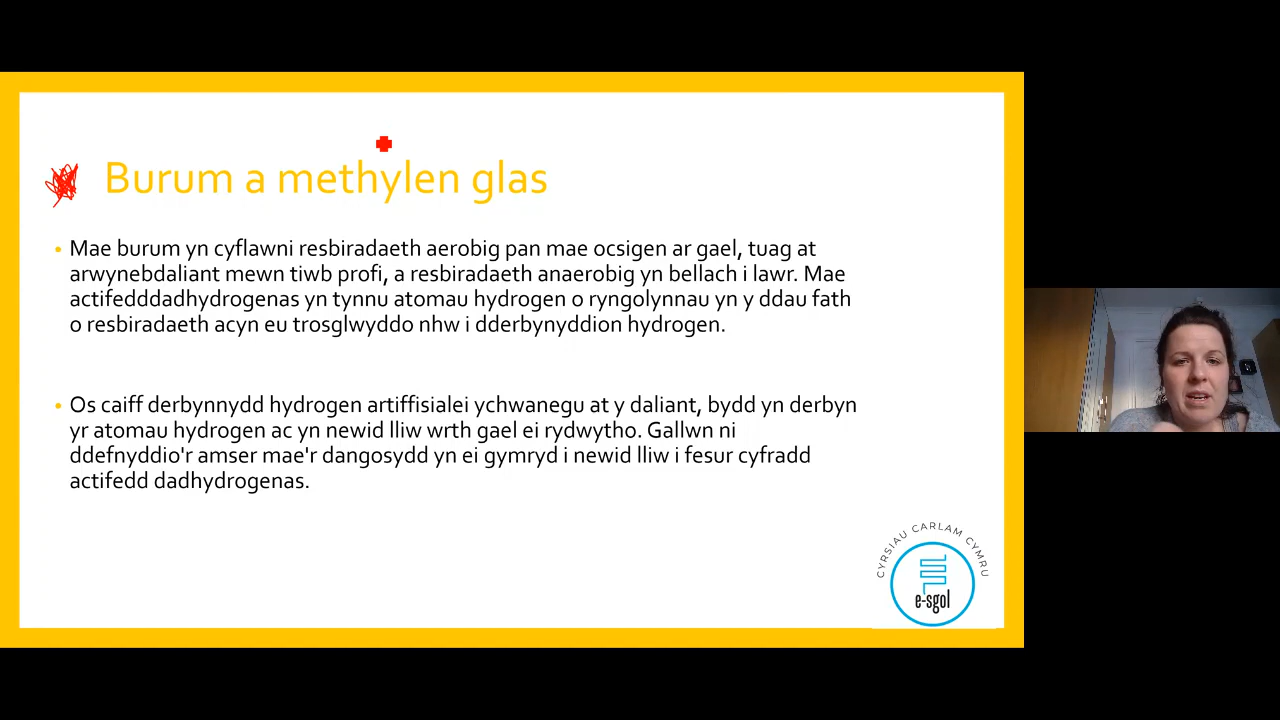 Burum a methylen glas
Mae burum yn cyflawni resbiradaeth aerobig pan mae ocsigen ar gael, tuag at
arwynebdaliant mewn tiwb profi, a resbiradaeth anaerobig yn bellach i lawr. Mae
actifedddadhydrogenas yn tynnu atomau hydrogen o ryngolynnau yn y ddau fath
o resbiradaeth acyn eu trosglwyddo nhw i dderbynyddion hydrogen.
Os caiff derbynnydd hydrogen artiffisialei ychwanegu at y daliant, bydd yn derbyn
yr atomau hydrogen ac yn newid lliw wrth gael ei rydwytho. Gallwn ni
ddefnyddio'r amser mae'r dangosydd yn ei gymryd i newid lliw i fesur cyfradd
actifedd dadhydrogenas.
CYRSIAU CARLAM CYMRU
e-sgol